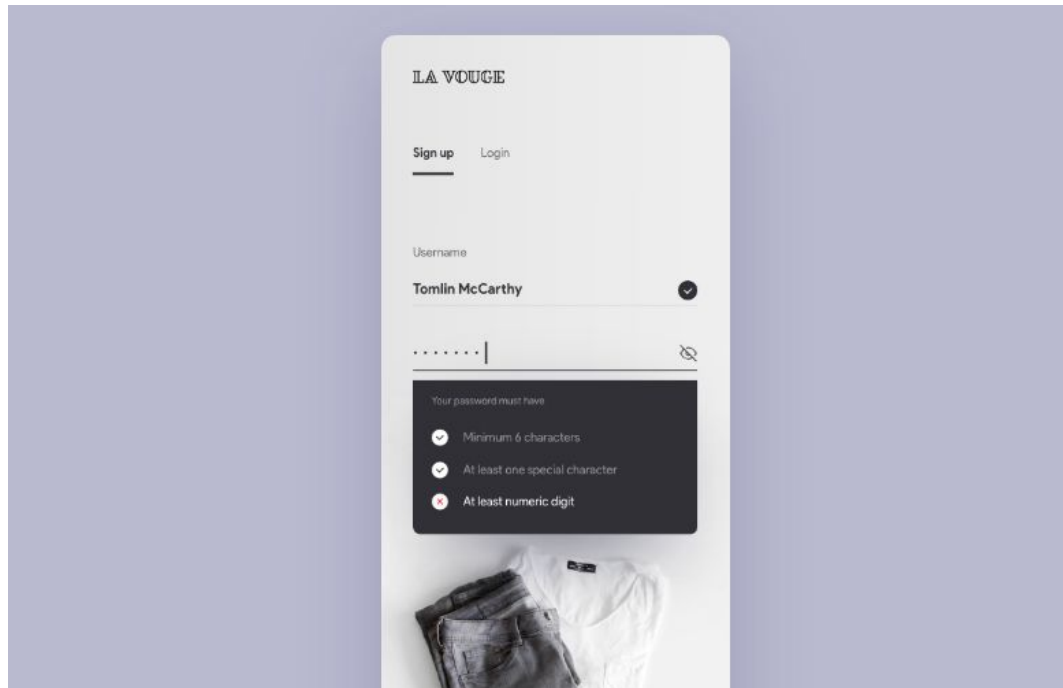 LA VOUGE
Sign up Login
Username
Tomlin McCarthy
Your password must have
Minimum 6 characters
At least one special character
At least numeric digit